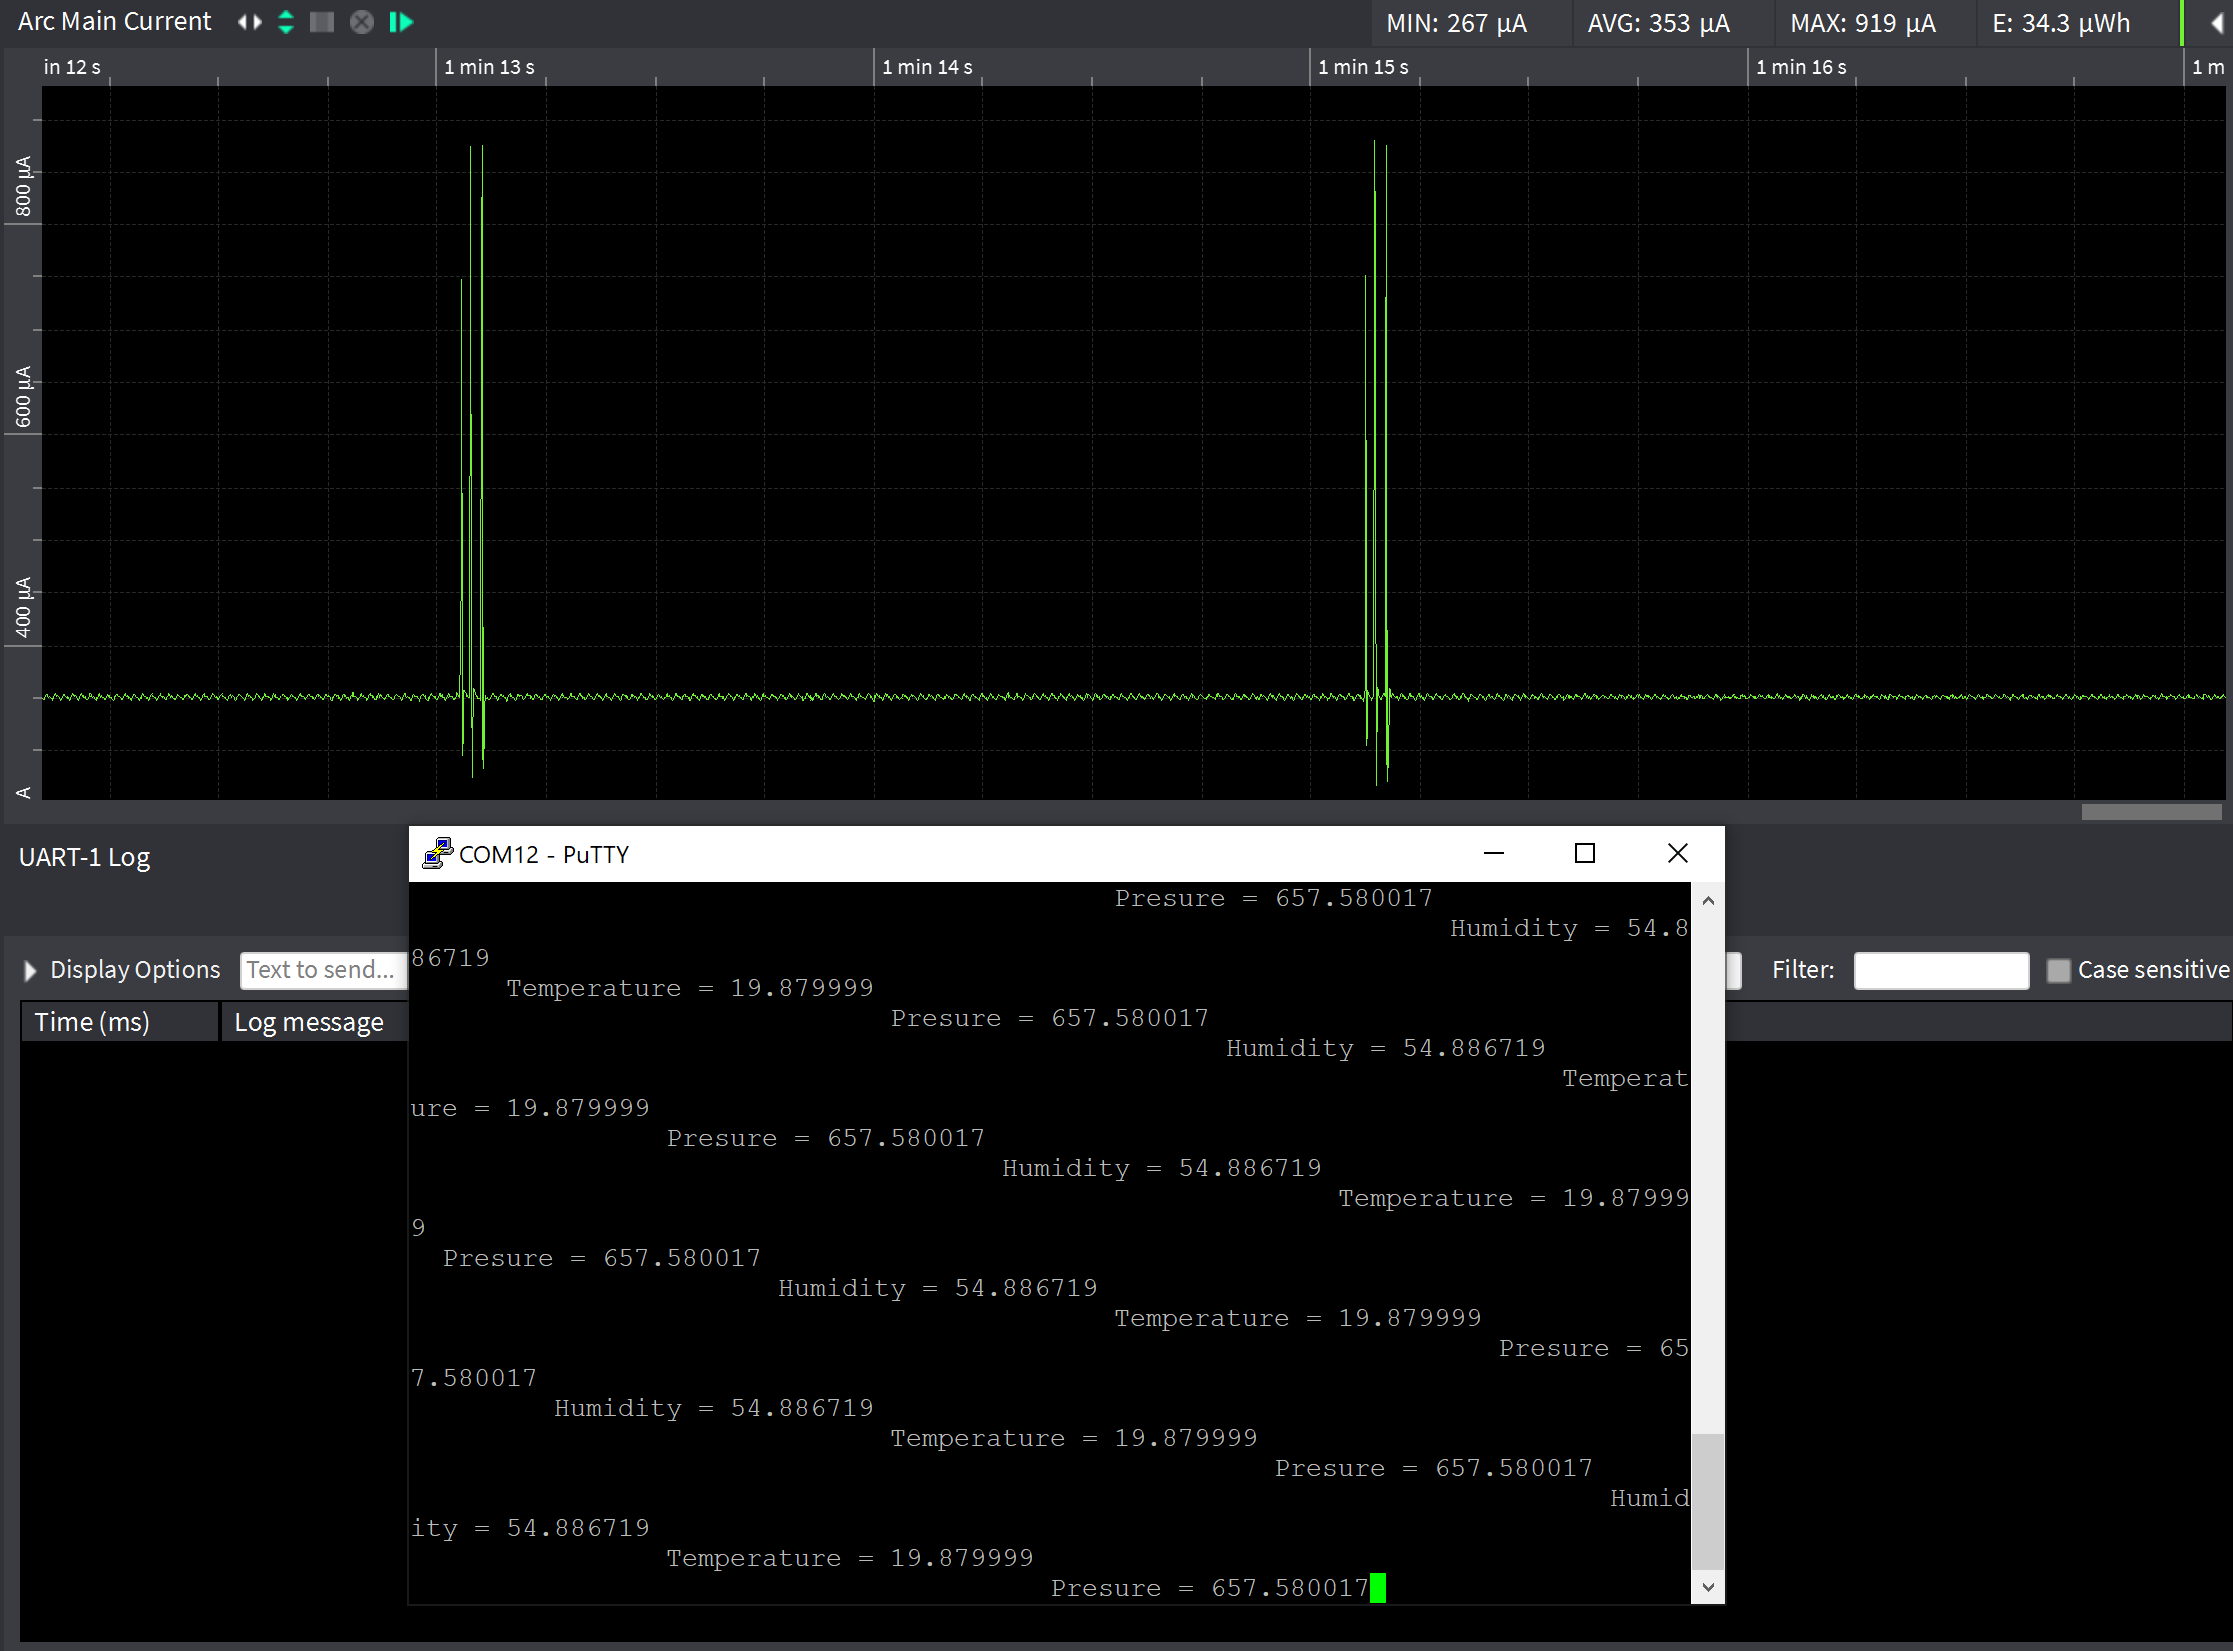 Arc Main Current
MIN: 267 µA
AVG: 353 µA
MAX: 919 µA
E: 34.3 µWh
in 12 s
1 min 13 s
1 min 14 s
1 min 15 s
1 min 16 s
1 m
800 µA
600 µA
400 µA
A
UART-1 Log
COM12 - PuTTY
Display Options
Text to send...
Filter:
Case sensitive
Time (ms)
Log message
Presure = 657.580017
Humidity = 54.8
86719
Temperature = 19.879999
Presure = 657.580017
Humidity = 54.886719
Temperat
ure = 19.879999
Presure = 657.580017
Humidity = 54.886719
Temperature = 19.87999
9
Presure = 657.580017
Humidity = 54.886719
Temperature = 19.879999
Presure = 65
7.580017
Humidity = 54.886719
Temperature = 19.879999
Presure = 657.580017
Humid
ity = 54.886719
Temperature = 19.879999
Presure = 657.580017